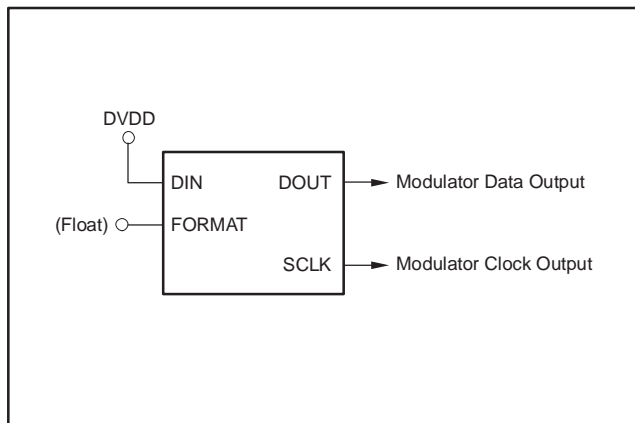 DVDD
DIN DOUT Modulator Data Output
(Float) FORMAT
SCLK Modulator Clock Output